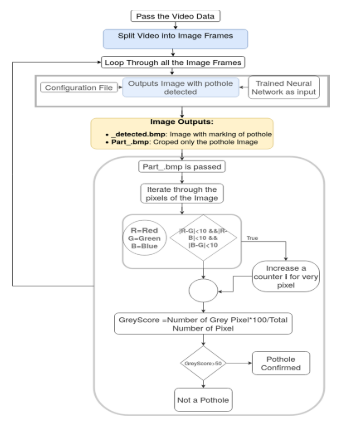 Pass the Video Data
Split Video into Image Frames
Loop Through all the Image Frames
Configuration File
Outputs Image with pothole
detected
Trained Neural
Network as input
Image Outputs:
• _detected.bmp: Image with marking of pothole
• Part_.bmp: Croped only the pothole Image
Part_.bmp is passed
Iterate through the
pixels of the Image
R=Red
G=Green
B=Blue
|R-G|<10 &&|R-
B|<10 &&
|B-G|<10
True
Increase a
counter I for very
pixel
GreyScore =Number of Grey Pixel*100/Total
Number of Pixel
GreyScore>50
Pothole
Confirmed
Not a Pothole